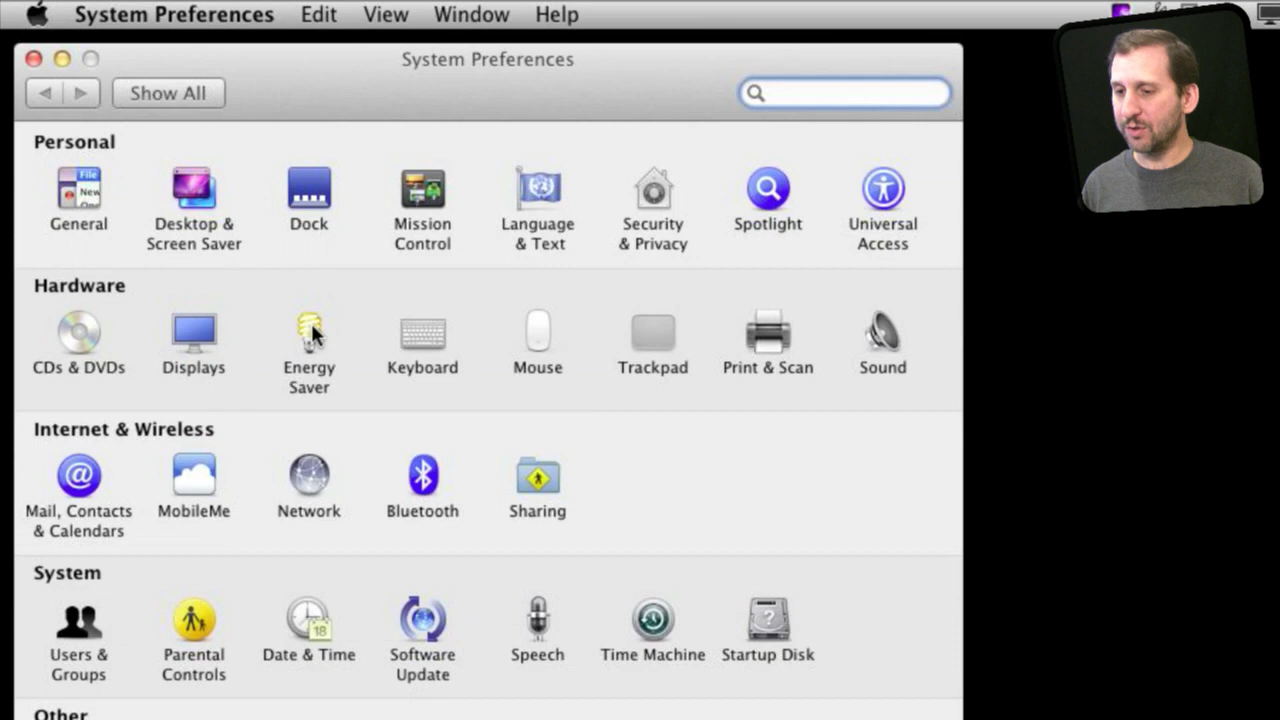 System Preferences Edit View Window Help
System Preferences
Show All
Personal
General
Desktop &
Screen Saver
Dock
Mission
Control
Language
& Text
Security
& Privacy
Spotlight
Universal
Access
Hardware
CDs & DVDs
Displays
Energy
Saver
Keyboard
Mouse
Trackpad
Print & Scan
Sound
Internet & Wireless
Mail, Contacts
& Calendars
MobileMe
Network
Bluetooth
Sharing
System
Users &
Groups
Parental
Controls
Date & Time
Software
Update
Speech
Time Machine
Startup Disk
Other
File
New
@
18
?